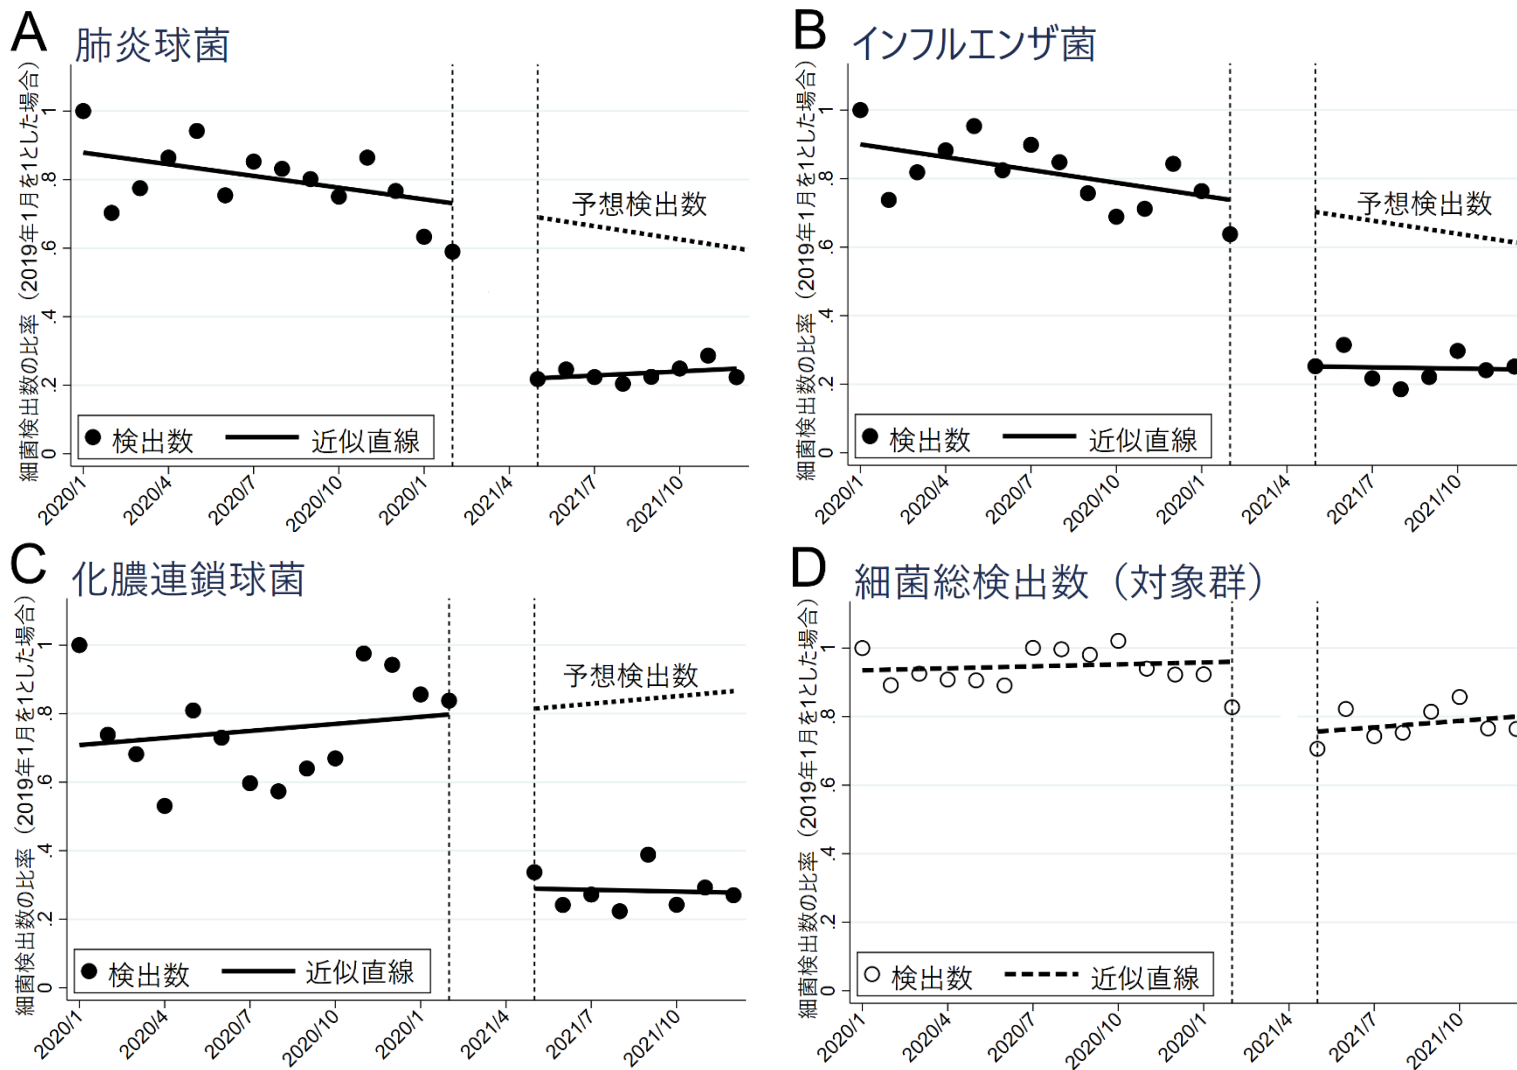 A 肺炎球菌
細菌検出数の比率（2019年1月を1とした場合）
1
.8
.6
.4
.2
0
予想検出数
検出数 近似直線
2020/1 2020/4 2020/7 2020/10 2020/1 2021/4 2021/7 2021/10
B インフルエンザ菌
細菌検出数の比率（2019年1月を1とした場合）
1
.8
.6
.4
.2
0
予想検出数
検出数 近似直線
2020/1 2020/4 2020/7 2020/10 2020/1 2021/4 2021/7 2021/10
C 化膿連鎖球菌
細菌検出数の比率（2019年1月を1とした場合）
1
.8
.6
.4
.2
0
予想検出数
検出数 近似直線
2020/1 2020/4 2020/7 2020/10 2020/1 2021/4 2021/7 2021/10
D 細菌総検出数（対象群）
細菌検出数の比率（2019年1月を1とした場合）
1
.8
.6
.4
.2
0
検出数 近似直線
2020/1 2020/4 2020/7 2020/10 2020/1 2021/4 2021/7 2021/10